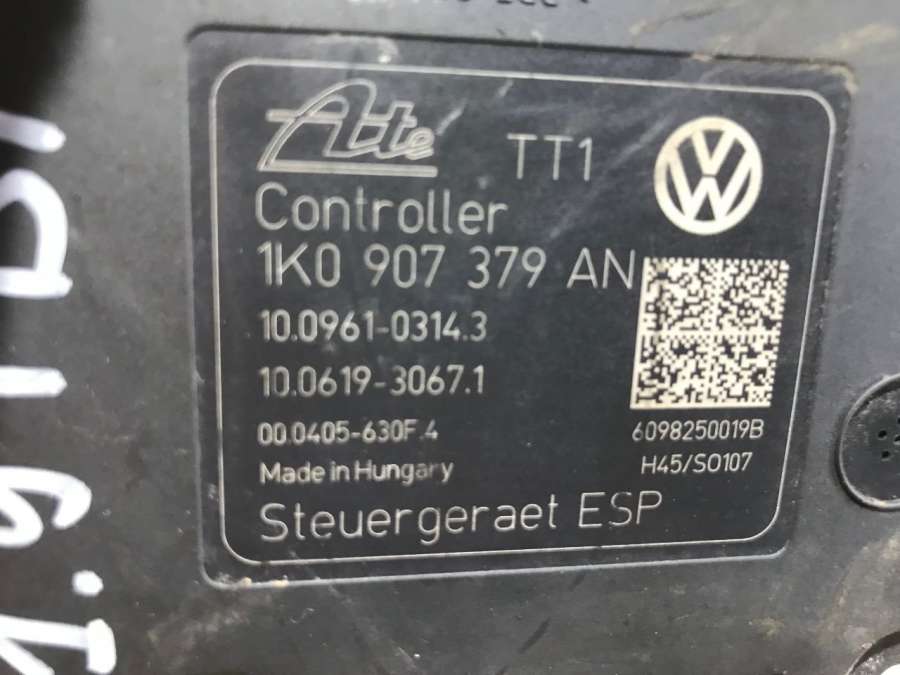 Ate
TT1
Controller
1K0 907 379 AN
10.0961-0314.3
10.0619-3067.1
00.0405-630F.4
6098250019B
Made in Hungary
H45/SO107
Steuergeraet ESP